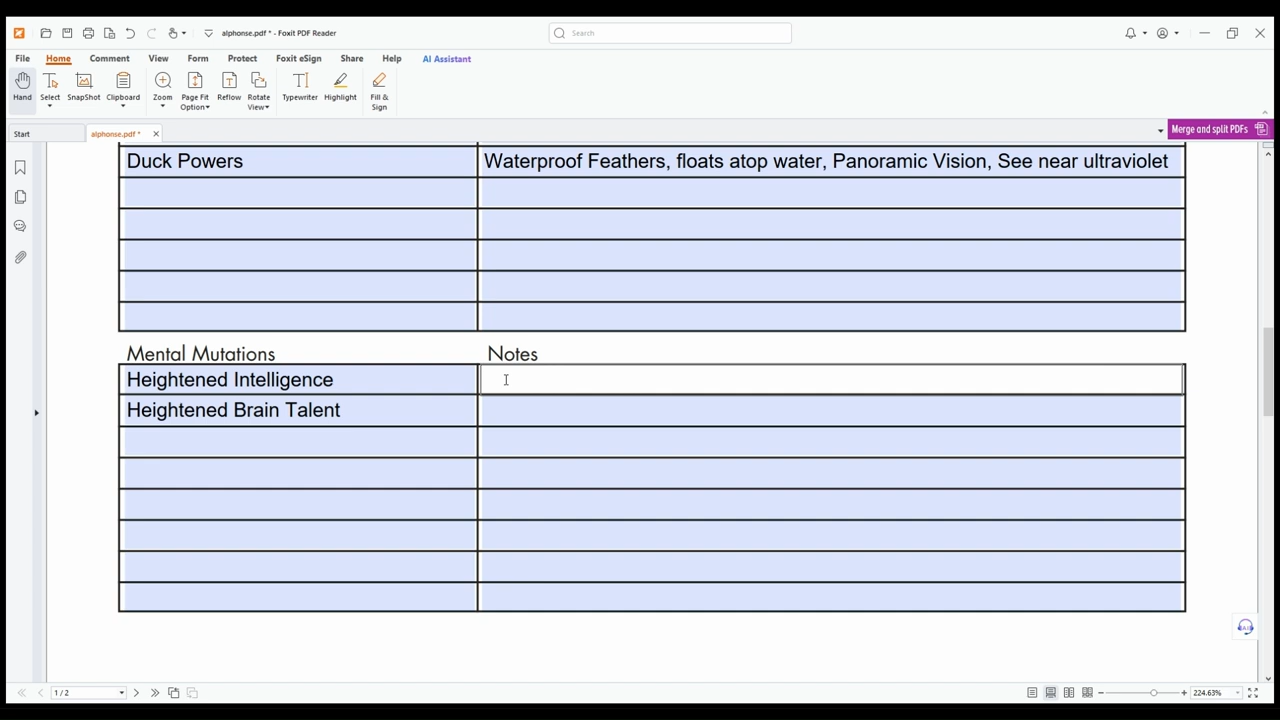 alphonse.pdf * - Foxit PDF Reader
Search
File Home Comment View Form Protect Foxit eSign Share Help AI Assistant
Hand Select SnapShot Clipboard Zoom Page Fit Option Reflow Rotate View Typewriter Highlight Fill & Sign
Start alphonse.pdf * Merge and split PDFs
Duck Powers Waterproof Feathers, floats atop water, Panoramic Vision, See near ultraviolet
Mental Mutations Notes
Heightened Intelligence
Heightened Brain Talent
1 / 2 224.63%